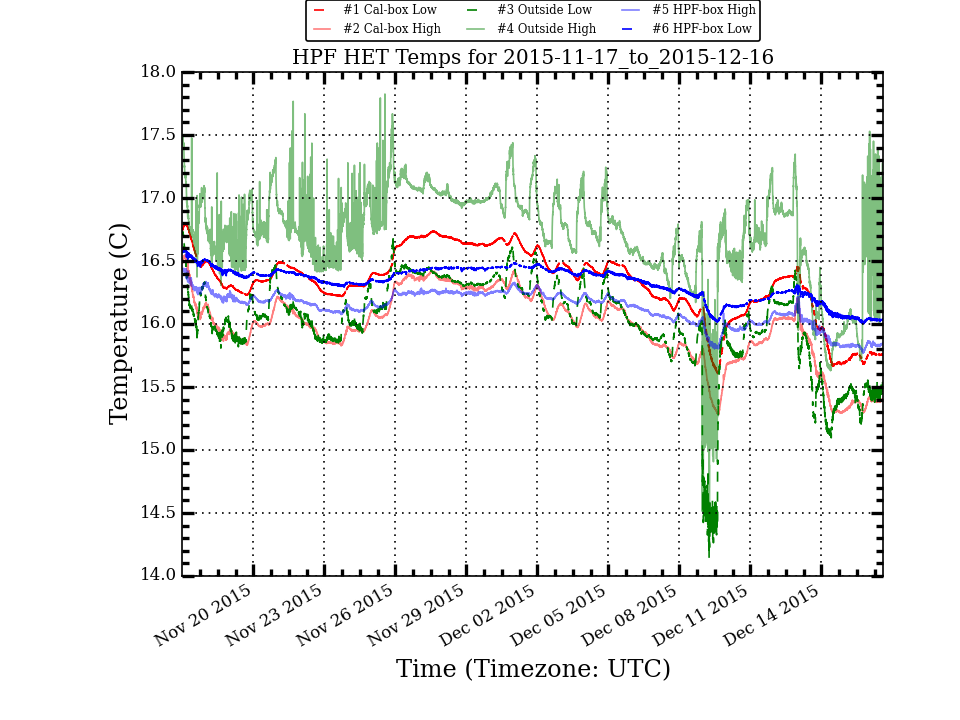 #1 Cal-box Low #3 Outside Low #5 HPF-box High
#2 Cal-box High #4 Outside High #6 HPF-box Low
HPF HET Temps for 2015-11-17_to_2015-12-16
18.0
17.5
17.0
16.5
16.0
15.5
15.0
14.5
14.0
Temperature (C)
Nov 20 2015
Nov 23 2015
Nov 26 2015
Nov 29 2015
Dec 02 2015
Dec 05 2015
Dec 08 2015
Dec 11 2015
Dec 14 2015
Time (Timezone: UTC)